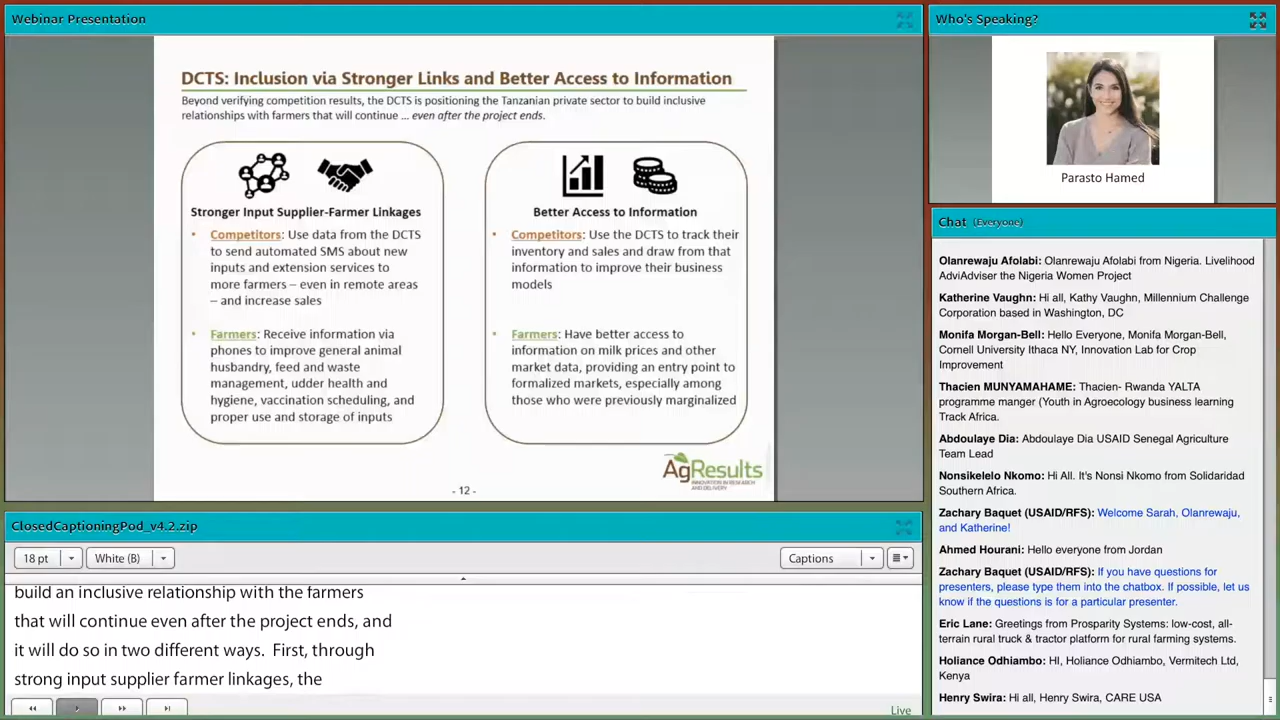 Webinar Presentation
DCTS: Inclusion via Stronger Links and Better Access to Information
Beyond verifying competition results, the DCTS is positioning the Tanzanian private sector to build inclusive
relationships with farmers that will continue … even after the project ends.
Stronger Input Supplier-Farmer Linkages
• Competitors: Use data from the DCTS
to send automated SMS about new
inputs and extension services to
more farmers – even in remote areas
– and increase sales
• Farmers: Receive information via
phones to improve general animal
husbandry, feed and waste
management, udder health and
hygiene, vaccination scheduling, and
proper use and storage of inputs
Better Access to Information
• Competitors: Use the DCTS to track their
inventory and sales and draw from that
information to improve their business
models
• Farmers: Have better access to
information on milk prices and other
market data, providing an entry point to
formalized markets, especially among
those who were previously marginalized
AgResults
INNOVATION IN RESEARCH
AND DELIVERY
- 12 -
ClosedCaptioningPod_v4.2.zip
18 pt
White (B)
Captions
build an inclusive relationship with the farmers
that will continue even after the project ends, and
it will do so in two different ways. First, through
strong input supplier farmer linkages, the
Live
Who's Speaking?
Parasto Hamed
Chat (Everyone)
Olanrewaju Afolabi: Olanrewaju Afolabi from Nigeria. Livelihood
AdviAdviser the Nigeria Women Project
Katherine Vaughn: Hi all, Kathy Vaughn, Millennium Challenge
Corporation based in Washington, DC
Monifa Morgan-Bell: Hello Everyone, Monifa Morgan-Bell,
Cornell University Ithaca NY, Innovation Lab for Crop
Improvement
Thacien MUNYAMAHAME: Thacien- Rwanda YALTA
programme manger (Youth in Agroecology business learning
Track Africa.
Abdoulaye Dia: Abdoulaye Dia USAID Senegal Agriculture
Team Lead
Nonsikelelo Nkomo: Hi All. It's Nonsi Nkomo from Solidaridad
Southern Africa.
Zachary Baquet (USAID/RFS): Welcome Sarah, Olanrewaju,
and Katherine!
Ahmed Hourani: Hello everyone from Jordan
Zachary Baquet (USAID/RFS): If you have questions for
presenters, please type them into the chatbox. If possible, let us
know if the questions is for a particular presenter.
Eric Lane: Greetings from Prosparity Systems: low-cost, all-
terrain rural truck & tractor platform for rural farming systems.
Holiance Odhiambo: HI, Holiance Odhiambo, Vermitech Ltd,
Kenya
Henry Swira: Hi all, Henry Swira, CARE USA